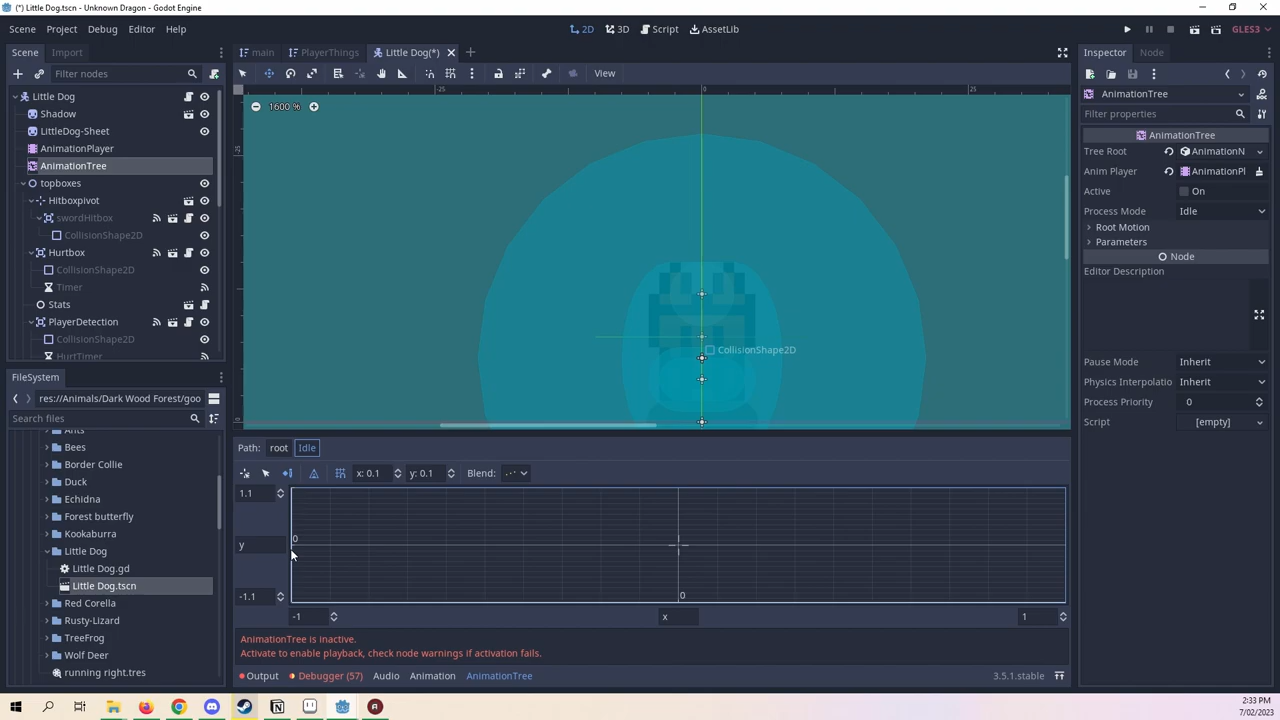 (*) Little Dog.tscn - Unknown Dragon - Godot Engine
Scene Project Debug Editor Help
2D 3D Script AssetLib
GLES3
Scene Import
main PlayerThings Little Dog(*)
Inspector Node
Filter nodes
View
AnimationTree
Filter properties
Little Dog
Shadow
LittleDog-Sheet
AnimationPlayer
AnimationTree
topboxes
Hitboxpivot
swordHitbox
CollisionShape2D
Hurtbox
CollisionShape2D
Timer
Stats
PlayerDetection
CollisionShape2D
HurtTimer
-25 0 25
1600 %
CollisionShape2D
AnimationTree
Tree Root AnimationN
Anim Player AnimationPl
Active On
Process Mode Idle
Root Motion
Parameters
Node
Editor Description
Pause Mode Inherit
Physics Interpolatio Inherit
Process Priority 0
Script [empty]
FileSystem
res://Animals/Dark Wood Forest/goo
Search files
Ants
Bees
Border Collie
Duck
Echidna
Forest butterfly
Kookaburra
Little Dog
Little Dog.gd
Little Dog.tscn
Red Corella
Rusty-Lizard
TreeFrog
Wolf Deer
running right.tres
Path: root Idle
x: 0.1 y: 0.1 Blend:
1.1
0
y
-1.1
0
-1 x 1
AnimationTree is inactive.
Activate to enable playback, check node warnings if activation fails.
Output Debugger (57) Audio Animation AnimationTree
3.5.1.stable
2:33 PM
7/02/2023